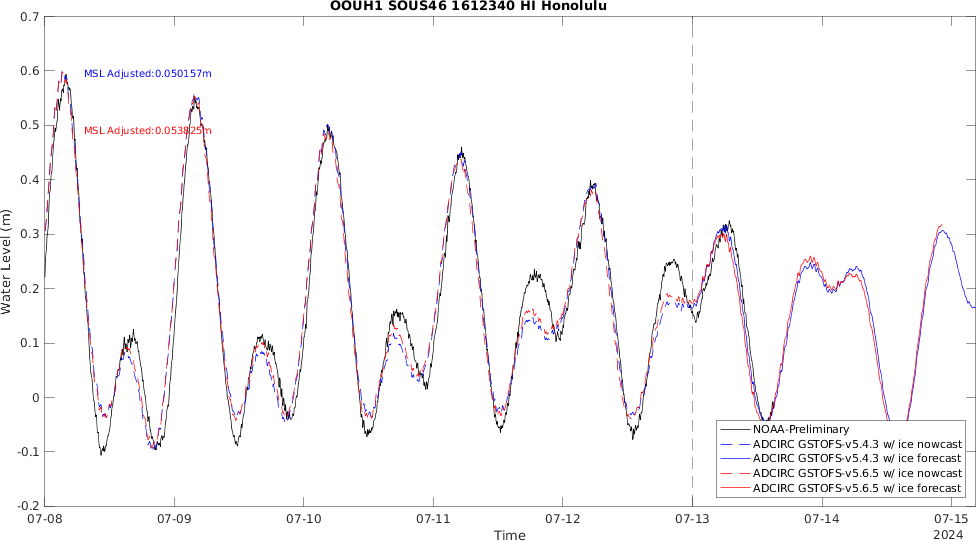 OOUH1 SOUS46 1612340 HI Honolulu
0.7
0.6
0.5
0.4
0.3
0.2
0.1
0
-0.1
-0.2
Water Level (m)
MSL Adjusted:0.050157m
MSL Adjusted:0.053825m
NOAA-Preliminary
ADCIRC GSTOFS-v5.4.3 w/ ice nowcast
ADCIRC GSTOFS-v5.4.3 w/ ice forecast
ADCIRC GSTOFS-v5.6.5 w/ ice nowcast
ADCIRC GSTOFS-v5.6.5 w/ ice forecast
07-08 07-09 07-10 07-11 07-12 07-13 07-14 07-15
Time
2024